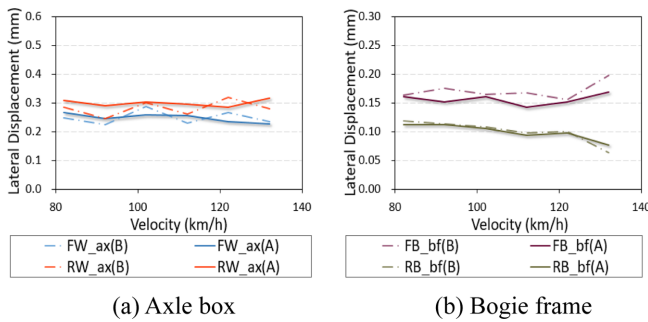 Lateral Displacement (mm)
0.6
0.5
0.4
0.3
0.2
0.1
0.0
80
100
120
140
Velocity (km/h)
FW_ax(B)
FW_ax(A)
RW_ax(B)
RW_ax(A)
(a) Axle box
Lateral Displacement (mm)
0.30
0.25
0.20
0.15
0.10
0.05
0.00
80
100
120
140
Velocity (km/h)
FB_bf(B)
FB_bf(A)
RB_bf(B)
RB_bf(A)
(b) Bogie frame